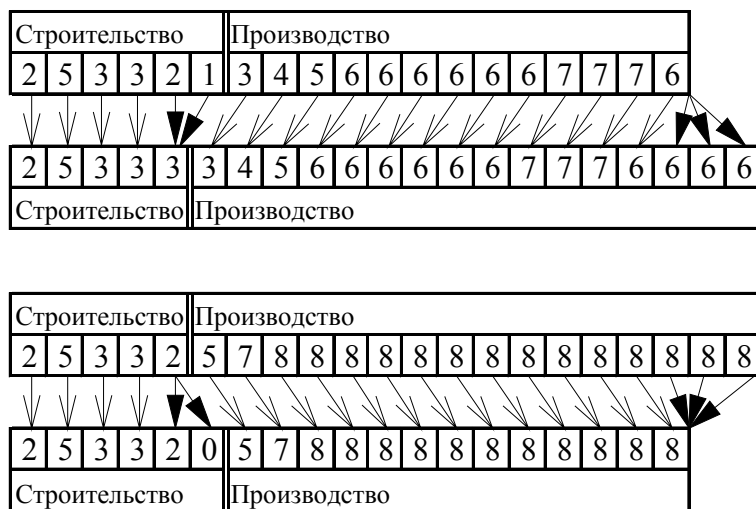 Строительство Производство
2 5 3 3 2 1 3 4 5 6 6 6 6 6 6 7 7 7 6
2 5 3 3 3 3 4 5 6 6 6 6 6 6 7 7 7 6 6 6 6
Строительство Производство
Строительство Производство
2 5 3 3 2 5 7 8 8 8 8 8 8 8 8 8 8 8 8 8 8
2 5 3 3 2 0 5 7 8 8 8 8 8 8 8 8 8 8 8
Строительство Производство